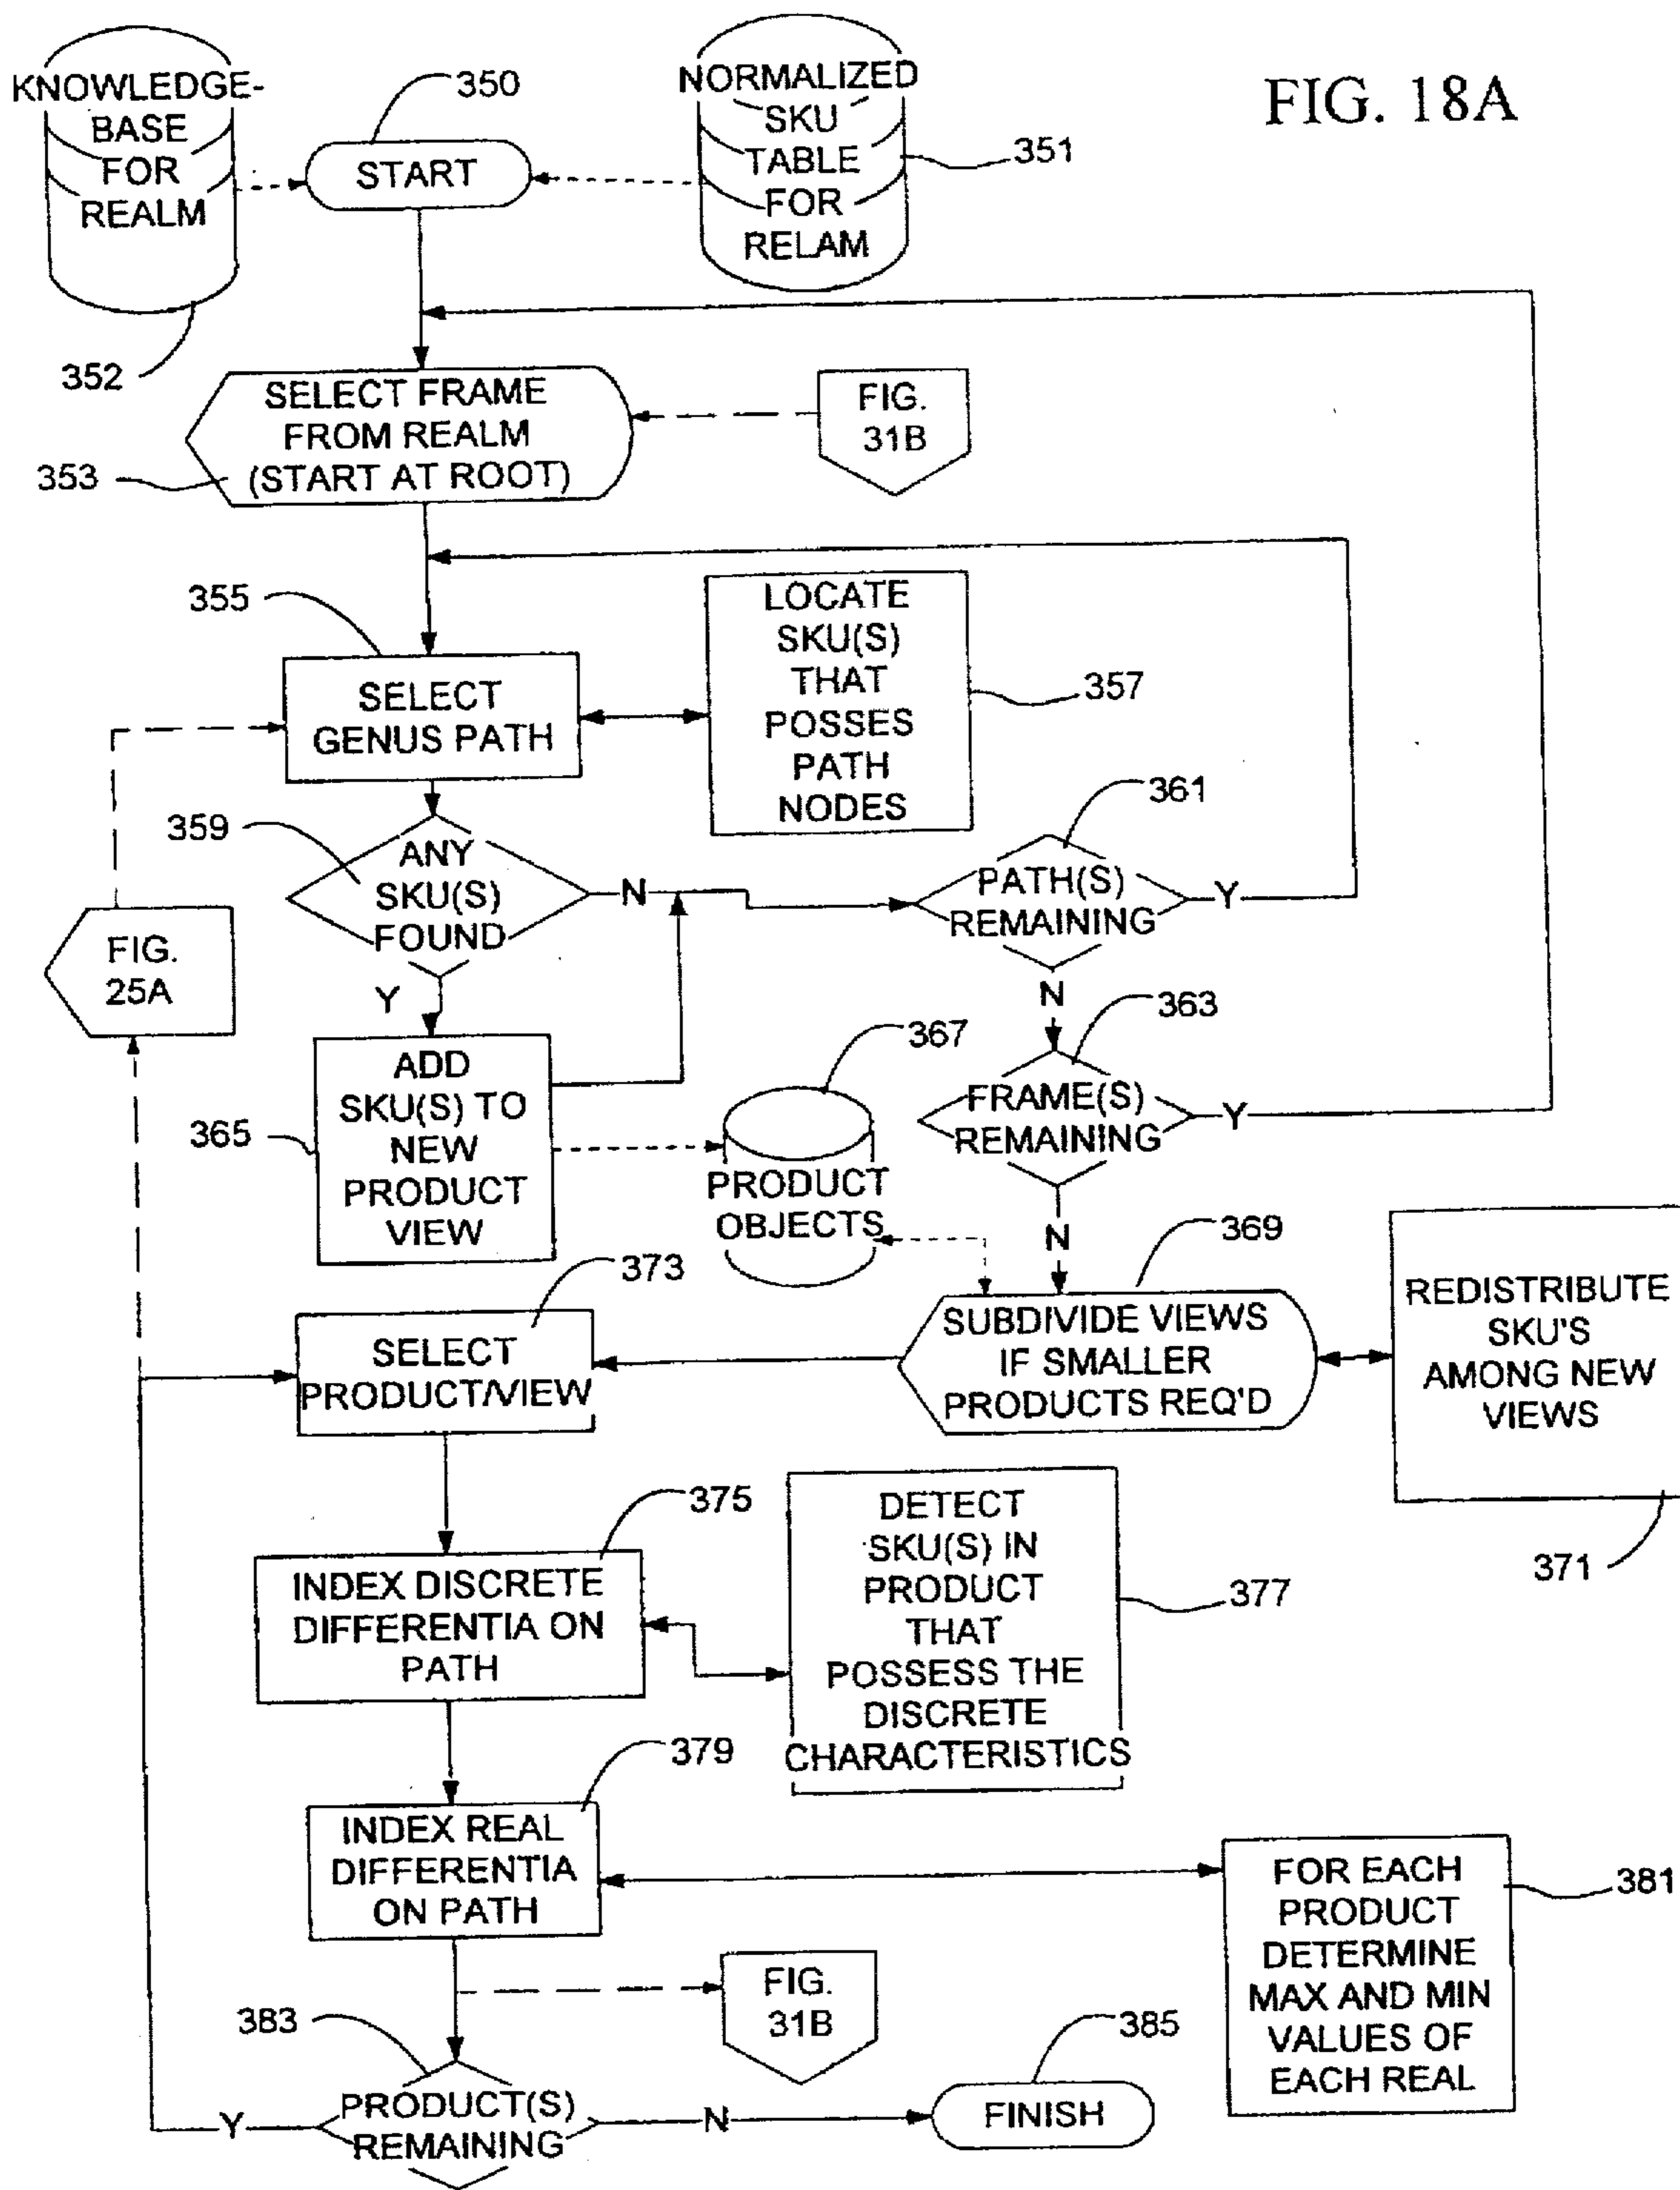 FIG. 18A
KNOWLEDGE-
BASE
FOR
REALM
352
350
START
NORMALIZED
SKU
TABLE
FOR
RELAM
351
SELECT FRAME
FROM REALM
(START AT ROOT)
353
FIG.
31B
355
SELECT
GENUS PATH
LOCATE
SKU(S)
THAT
POSSES
PATH
NODES
357
359
ANY
SKU(S)
FOUND
N
Y
361
PATH(S)
REMAINING
Y
N
FIG.
25A
363
FRAME(S)
REMAINING
Y
N
365
ADD
SKU(S) TO
NEW
PRODUCT
VIEW
367
PRODUCT
OBJECTS
369
SUBDIVIDE VIEWS
IF SMALLER
PRODUCTS REQ'D
REDISTRIBUTE
SKU'S
AMONG NEW
VIEWS
371
373
SELECT
PRODUCT/VIEW
375
INDEX DISCRETE
DIFFERENTIA ON
PATH
DETECT
SKU(S) IN
PRODUCT
THAT
POSSESS THE
DISCRETE
CHARACTERISTICS
377
379
INDEX REAL
DIFFERENTIA
ON PATH
FOR EACH
PRODUCT
DETERMINE
MAX AND MIN
VALUES OF
EACH REAL
381
FIG.
31B
383
PRODUCT(S)
REMAINING
Y
N
385
FINISH